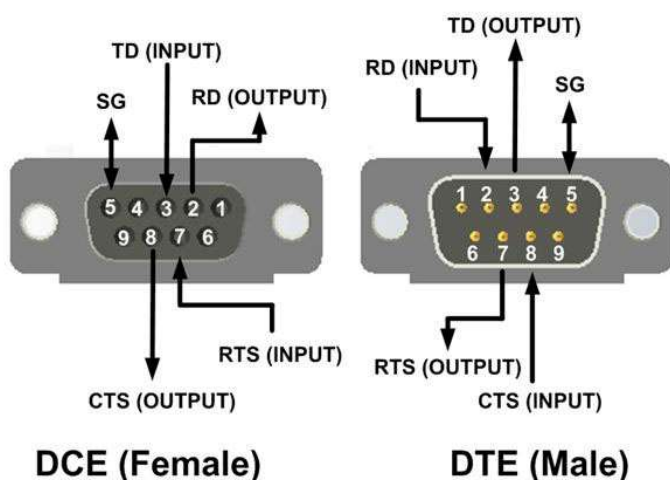 TD (INPUT)
SG
RD (OUTPUT)
5 4 3 2 1
9 8 7 6
RTS (INPUT)
CTS (OUTPUT)
DCE (Female)
TD (OUTPUT)
RD (INPUT)
SG
1 2 3 4 5
6 7 8 9
RTS (OUTPUT)
CTS (INPUT)
DTE (Male)